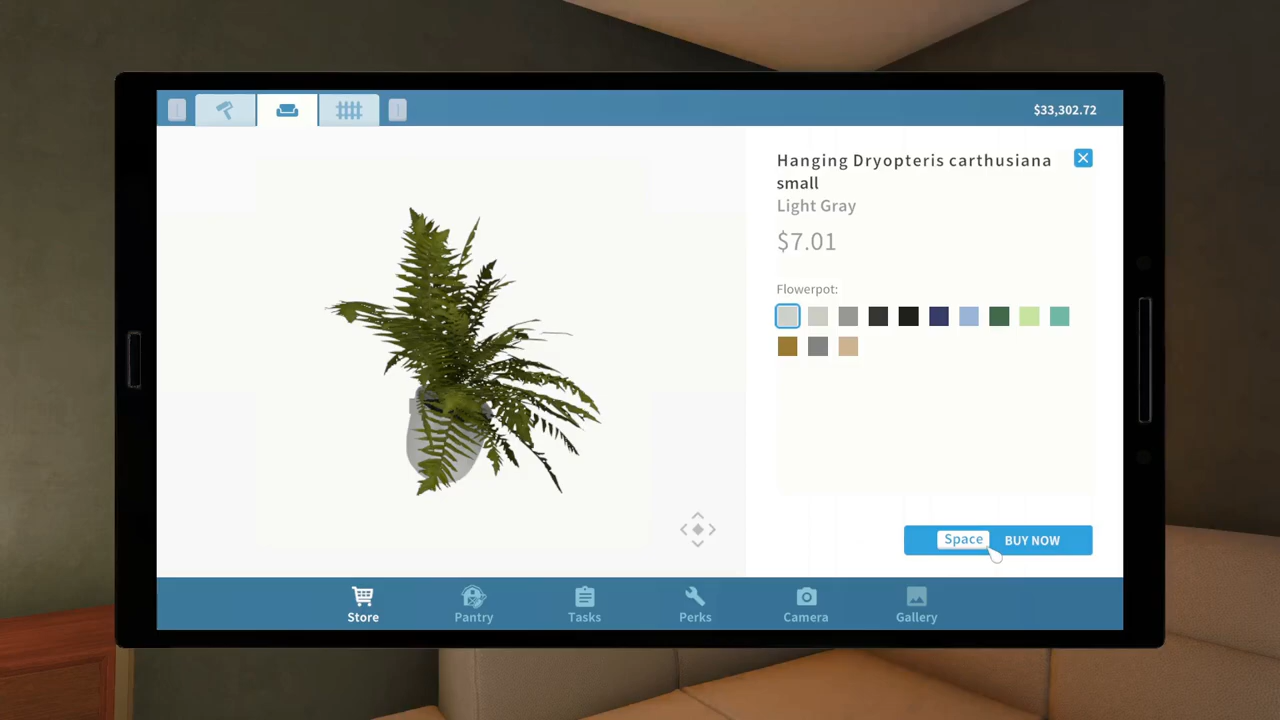 $33,302.72
Hanging Dryopteris carthusiana
small
Light Gray
$7.01
Flowerpot:
Space BUY NOW
Store Pantry Tasks Perks Camera Gallery